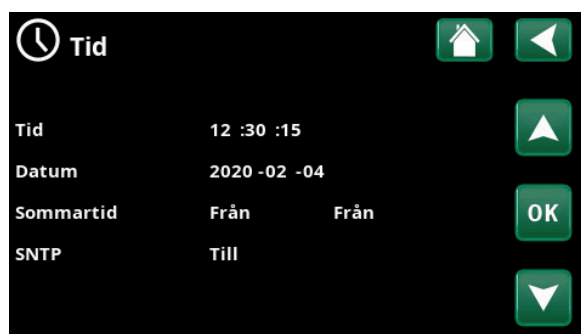 Tid
Tid 12 :30 :15
Datum 2020 -02 -04
Sommartid Från Från
OK
SNTP Till